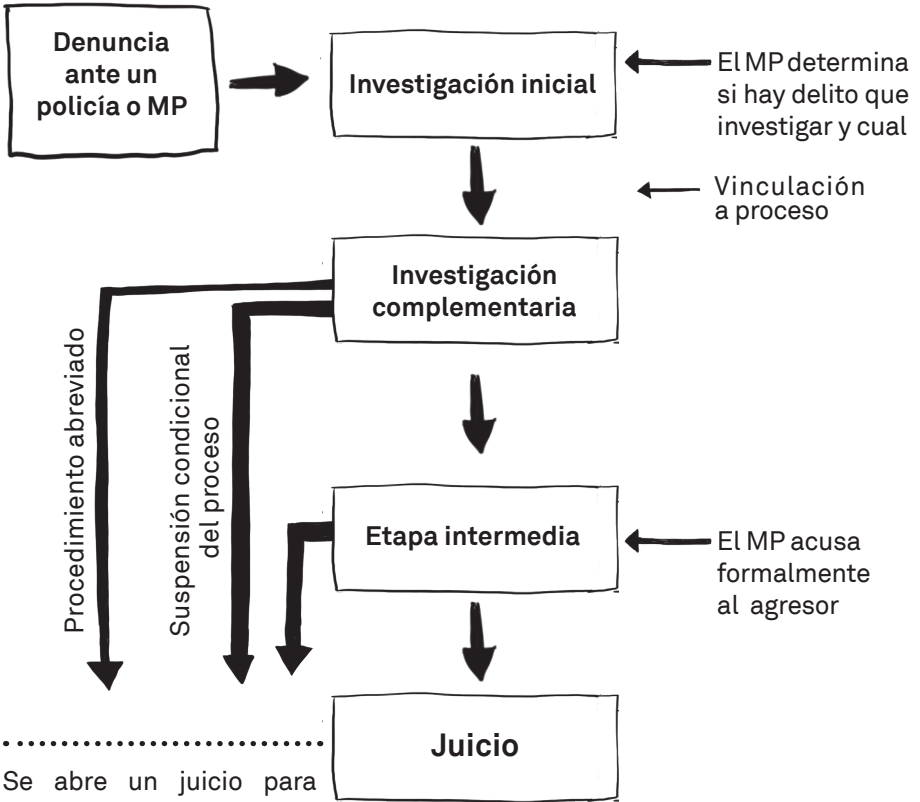 Denuncia
ante un
policía o MP
Investigación inicial
El MP determina
si hay delito que
investigar y cual
Vinculación
a proceso
Investigación
complementaria
Procedimiento abreviado
Suspensión condicional
del proceso
Etapa intermedia
El MP acusa
formalmente
al agresor
Juicio
Se abre un juicio para